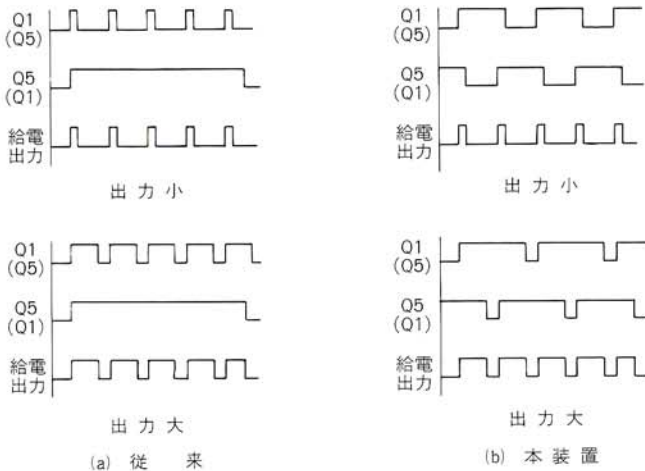 Q1
(Q5)
Q5
(Q1)
給電
出力
出力小
Q1
(Q5)
Q5
(Q1)
給電
出力
出力大
(a) 従来
Q1
(Q5)
Q5
(Q1)
給電
出力
出力小
Q1
(Q5)
Q5
(Q1)
給電
出力
出力大
(b) 本装置